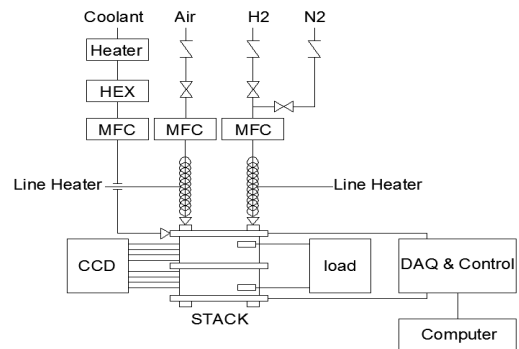 Coolant Air H2 N2
Heater
HEX
MFC MFC MFC
Line Heater Line Heater
CCD load DAQ & Control
STACK
Computer